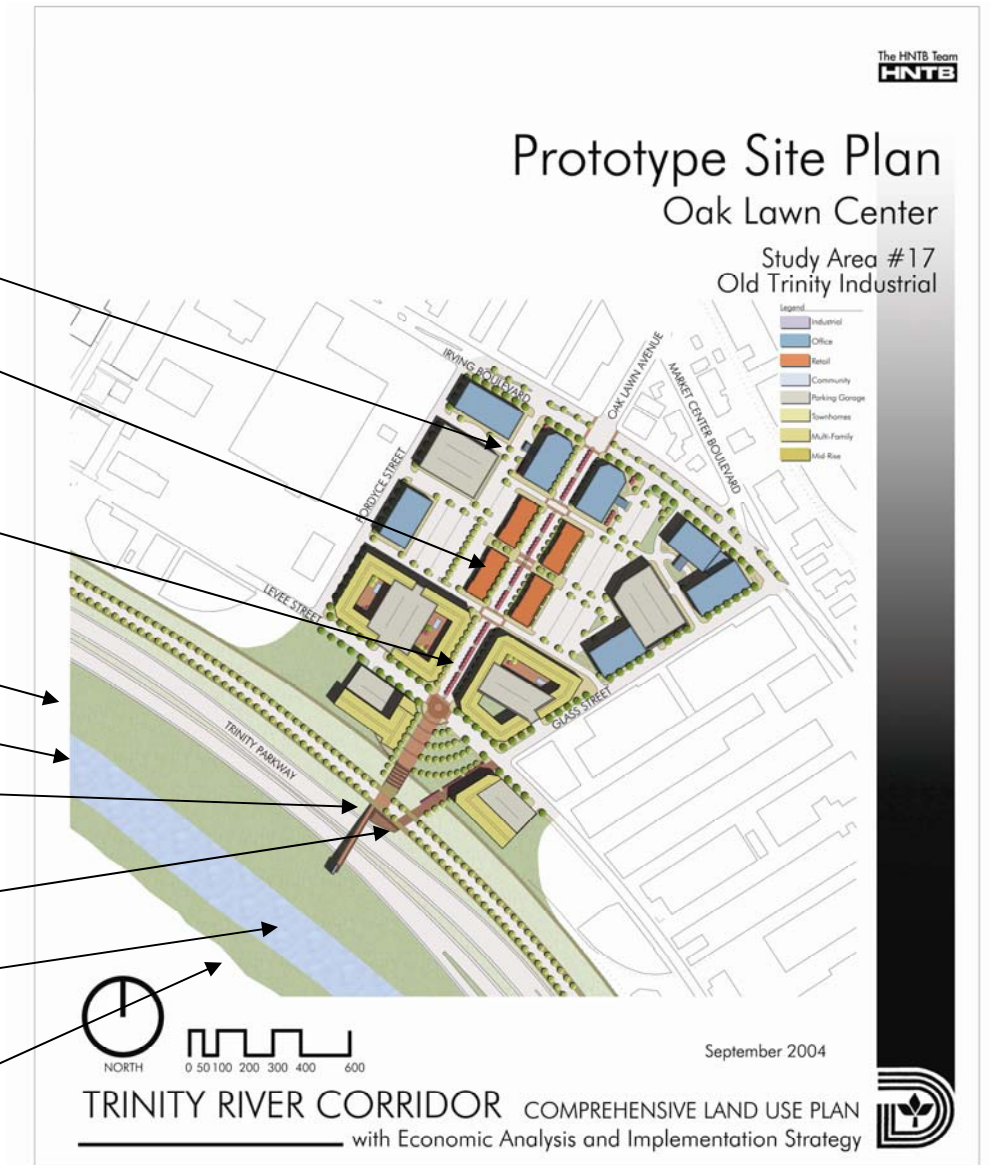 The HNTB Team
HNTB
Prototype Site Plan
Oak Lawn Center
Study Area #17
Old Trinity Industrial
Legend
Industrial
Office
Retail
Community
Parking Garage
Townhomes
Multi-Family
Mid-Rise
IRVING BOULEVARD
OAK LAWN AVENUE
MARKET CENTER BOULEVARD
FORDYCE STREET
LEVEE STREET
GLASS STREET
TRINITY PARKWAY
NORTH
0 50 100 200 300 400 600
September 2004
TRINITY RIVER CORRIDOR COMPREHENSIVE LAND USE PLAN
with Economic Analysis and Implementation Strategy